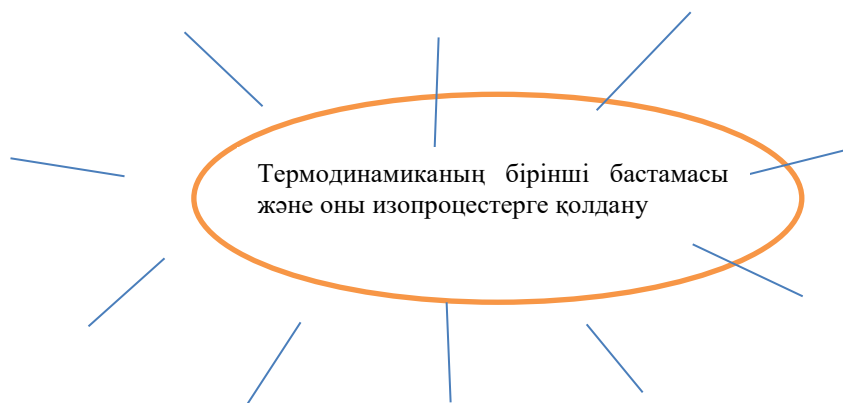 Термодинамиканың бірінші бастамасы
және оны изопроцестерге қолдану